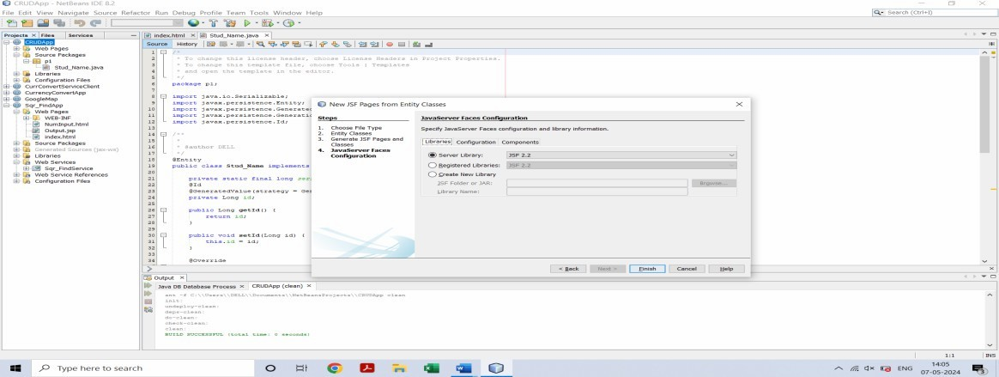 CRUDApp - NetBeans IDE 8.2
File Edit View Navigate Source Refactor Run Debug Profile Team Tools Window Help
Search (Ctrl+I)
Projects × Files Services
CRUDApp
Web Pages
Source Packages
p1
Stud_Name.java
Libraries
Configuration Files
CurrConvertServiceClient
CurrencyConvertApp
GoogleMap
Sqr_FindApp
Web Pages
WEB-INF
NumInput.html
Output.jsp
index.html
Source Packages
Generated Sources (jax-ws)
Libraries
Web Services
Sqr_FindService
Web Service References
Configuration Files
index.html × Stud_Name.java ×
Source History
1 /*
2 * To change this license header, choose License Headers in Project Properties.
3 * To change this template file, choose Tools | Templates
4 * and open the template in the editor.
5 */
6 package p1;
7
8 import java.io.Serializable;
9 import javax.persistence.Entity;
10 import javax.persistence.Generate
11 import javax.persistence.Generati
12 import javax.persistence.Id;
13
14 /**
15 *
16 * @author DELL
17 */
18 @Entity
19 public class Stud_Name implements
20
21 private static final long ser
22 @Id
23 @GeneratedValue(strategy = Ge
24 private Long id;
25
26 public Long getId() {
27 return id;
28 }
29
30 public void setId(Long id) {
31 this.id = id;
32 }
33
34 @Override
New JSF Pages from Entity Classes
Steps
1. Choose File Type
2. Entity Classes
3. Generate JSF Pages and
Classes
4. JavaServer Faces
Configuration
JavaServer Faces Configuration
Specify JavaServer Faces configuration and library information.
Libraries Configuration Components
Server Library: JSF 2.2
Registered Libraries: JSF 2.2
Create New Library
JSF Folder or JAR: Browse...
Library Name:
< Back Next > Finish Cancel Help
Output ×
Java DB Database Process × CRUDApp (clean) ×
ant -f C:\\Users\\DELL\\Documents\\NetBeansProjects\\CRUDApp clean
init:
undeploy-clean:
deps-clean:
do-clean:
check-clean:
clean:
BUILD SUCCESSFUL (total time: 0 seconds)
1:1 INS
Type here to search
ENG
14:05
07-05-2024
3